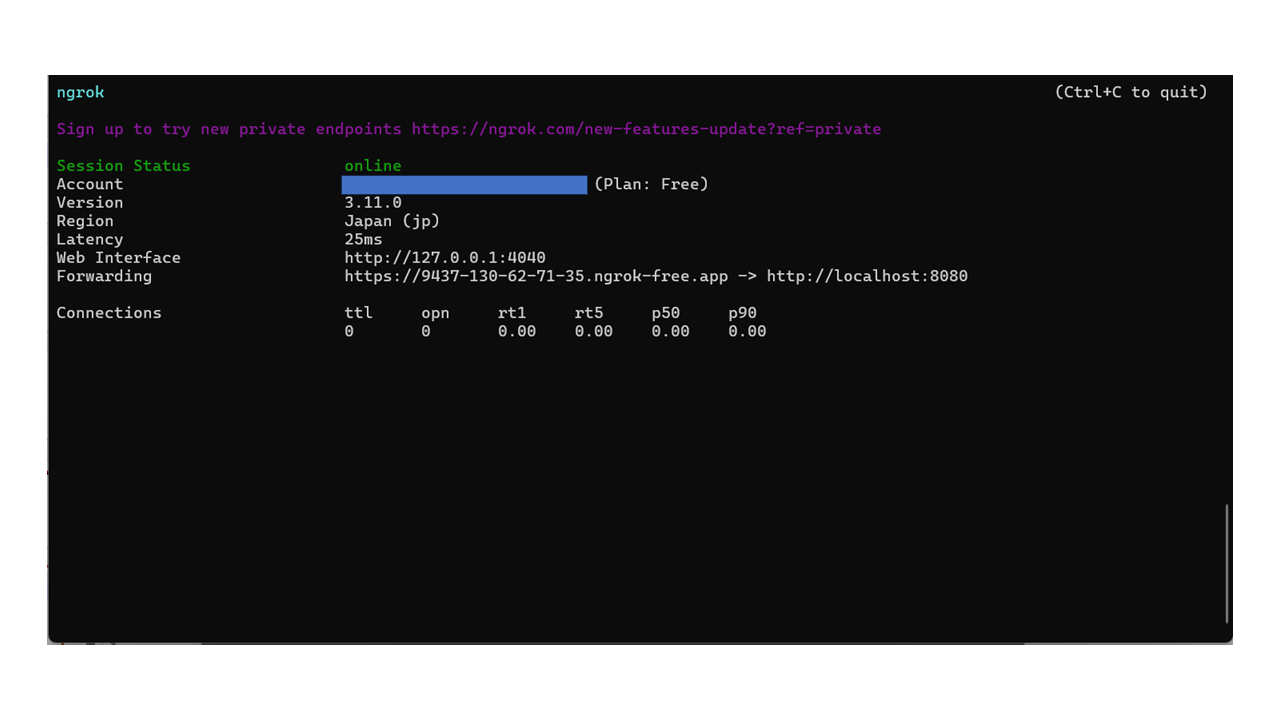 ngrok (Ctrl+C to quit)
Sign up to try new private endpoints https://ngrok.com/new-features-update?ref=private
Session Status online
Account (Plan: Free)
Version 3.11.0
Region Japan (jp)
Latency 25ms
Web Interface http://127.0.0.1:4040
Forwarding https://9437-130-62-71-35.ngrok-free.app -> http://localhost:8080
Connections ttl opn rt1 rt5 p50 p90
0 0 0.00 0.00 0.00 0.00